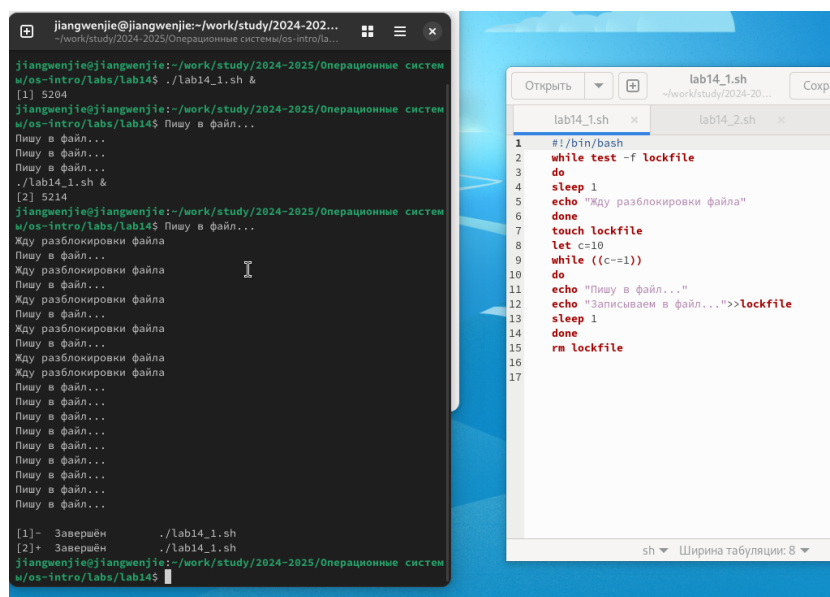 jiangwenjie@jiangwenjie:~/work/study/2024-202...
~/work/study/2024-2025/Операционные системы/os-intro/la...
jiangwenjie@jiangwenjie:~/work/study/2024-2025/Операционные систем
ы/os-intro/labs/lab14$ ./lab14_1.sh &
[1] 5204
jiangwenjie@jiangwenjie:~/work/study/2024-2025/Операционные систем
ы/os-intro/labs/lab14$ Пишу в файл...
Пишу в файл...
Пишу в файл...
Пишу в файл...
./lab14_1.sh &
[2] 5214
jiangwenjie@jiangwenjie:~/work/study/2024-2025/Операционные систем
ы/os-intro/labs/lab14$ Пишу в файл...
Жду разблокировки файла
Пишу в файл...
Жду разблокировки файла
Пишу в файл...
Жду разблокировки файла
Пишу в файл...
Жду разблокировки файла
Пишу в файл...
Жду разблокировки файла
Жду разблокировки файла
Пишу в файл...
Пишу в файл...
Пишу в файл...
Пишу в файл...
Пишу в файл...
Пишу в файл...
Пишу в файл...
Пишу в файл...
Пишу в файл...
[1]- Завершён ./lab14_1.sh
[2]+ Завершён ./lab14_1.sh
jiangwenjie@jiangwenjie:~/work/study/2024-2025/Операционные систем
ы/os-intro/labs/lab14$
Открыть
lab14_1.sh
~/work/study/2024-20...
Сохр
lab14_1.sh × lab14_2.sh ×
1 #!/bin/bash
2 while test -f lockfile
3 do
4 sleep 1
5 echo "Жду разблокировки файла"
6 done
7 touch lockfile
8 let c=10
9 while ((c-=1))
10 do
11 echo "Пишу в файл..."
12 echo "Записываем в файл...">>lockfile
13 sleep 1
14 done
15 rm lockfile
16
17
sh Ширина табуляции: 8